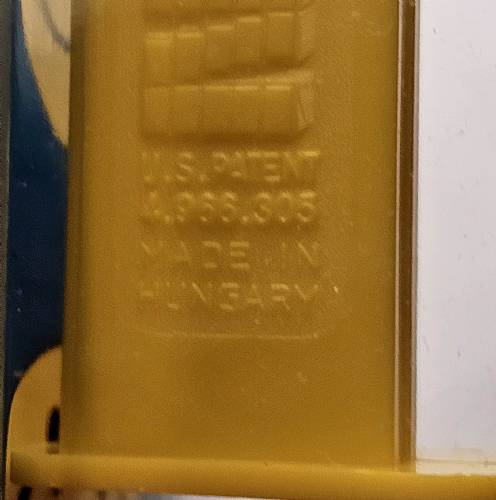 U.S. PATENT
4.966.305
MADE IN
HUNGARY